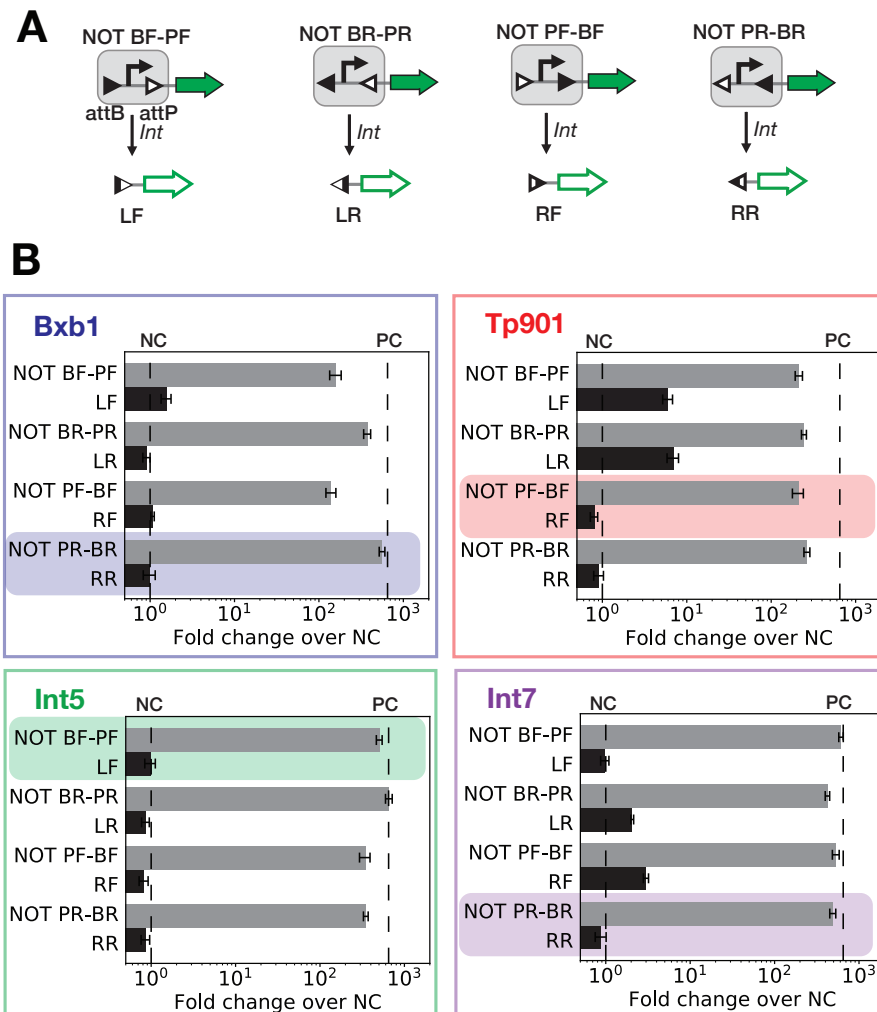 A
NOT BF-PF
NOT BR-PR
NOT PF-BF
NOT PR-BR
attB attP
Int
Int
Int
Int
LF
LR
RF
RR
B
Bxb1
NC
PC
NOT BF-PF
LF
NOT BR-PR
LR
NOT PF-BF
RF
NOT PR-BR
RR
10^0 10^1 10^2 10^3
Fold change over NC
Tp901
NC
PC
NOT BF-PF
LF
NOT BR-PR
LR
NOT PF-BF
RF
NOT PR-BR
RR
10^0 10^1 10^2 10^3
Fold change over NC
Int5
NC
PC
NOT BF-PF
LF
NOT BR-PR
LR
NOT PF-BF
RF
NOT PR-BR
RR
10^0 10^1 10^2 10^3
Fold change over NC
Int7
NC
PC
NOT BF-PF
LF
NOT BR-PR
LR
NOT PF-BF
RF
NOT PR-BR
RR
10^0 10^1 10^2 10^3
Fold change over NC